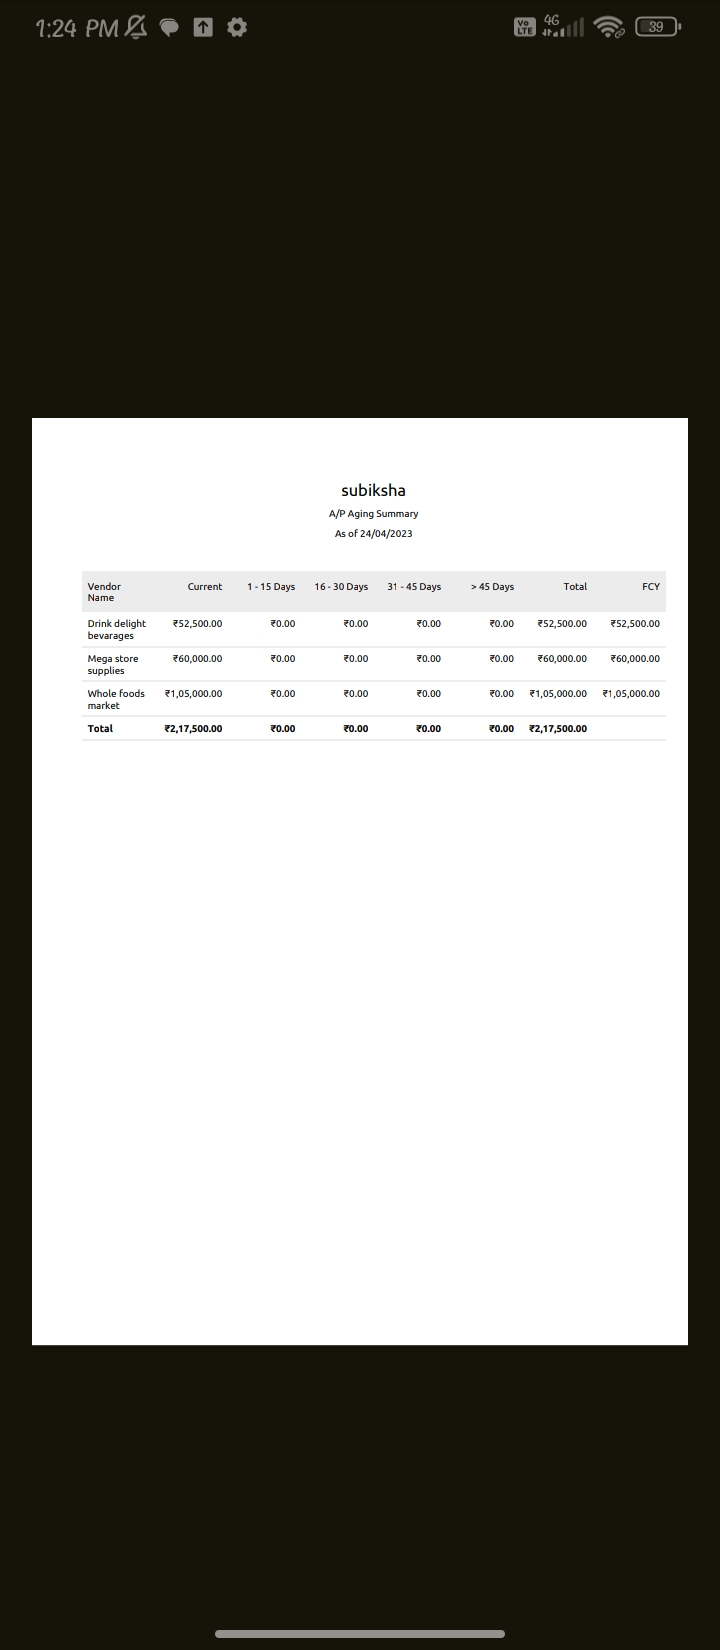 1:24 PM
Vo LTE 4G 39
subiksha
A/P Aging Summary
As of 24/04/2023
Vendor Name Current 1 - 15 Days 16 - 30 Days 31 - 45 Days > 45 Days Total FCY
Drink delight bevarages ₹52,500.00 ₹0.00 ₹0.00 ₹0.00 ₹0.00 ₹52,500.00 ₹52,500.00
Mega store supplies ₹60,000.00 ₹0.00 ₹0.00 ₹0.00 ₹0.00 ₹60,000.00 ₹60,000.00
Whole foods market ₹1,05,000.00 ₹0.00 ₹0.00 ₹0.00 ₹0.00 ₹1,05,000.00 ₹1,05,000.00
Total ₹2,17,500.00 ₹0.00 ₹0.00 ₹0.00 ₹0.00 ₹2,17,500.00